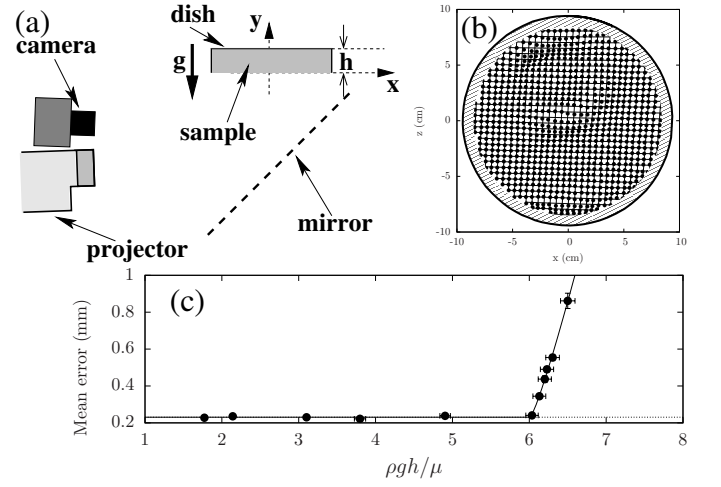 (a)
camera
dish
y
g
h
x
sample
mirror
projector
(b)
10
5
0
-5
-10
z (cm)
-10 -5 0 5 10
x (cm)
(c)
1
0.8
0.6
0.4
0.2
Mean error (mm)
1 2 3 4 5 6 7 8
ρgh/μ